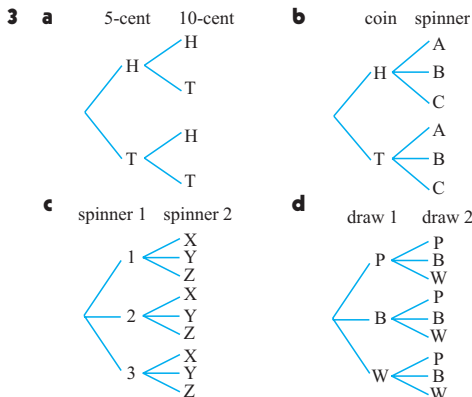 3 a 5-cent 10-cent
H
H
T
H
T
T
b coin spinner
A
H B
C
A
T B
C
c spinner 1 spinner 2
X
1 Y
Z
X
2 Y
Z
X
3 Y
Z
d draw 1 draw 2
P
P B
W
P
B B
W
P
W B
W